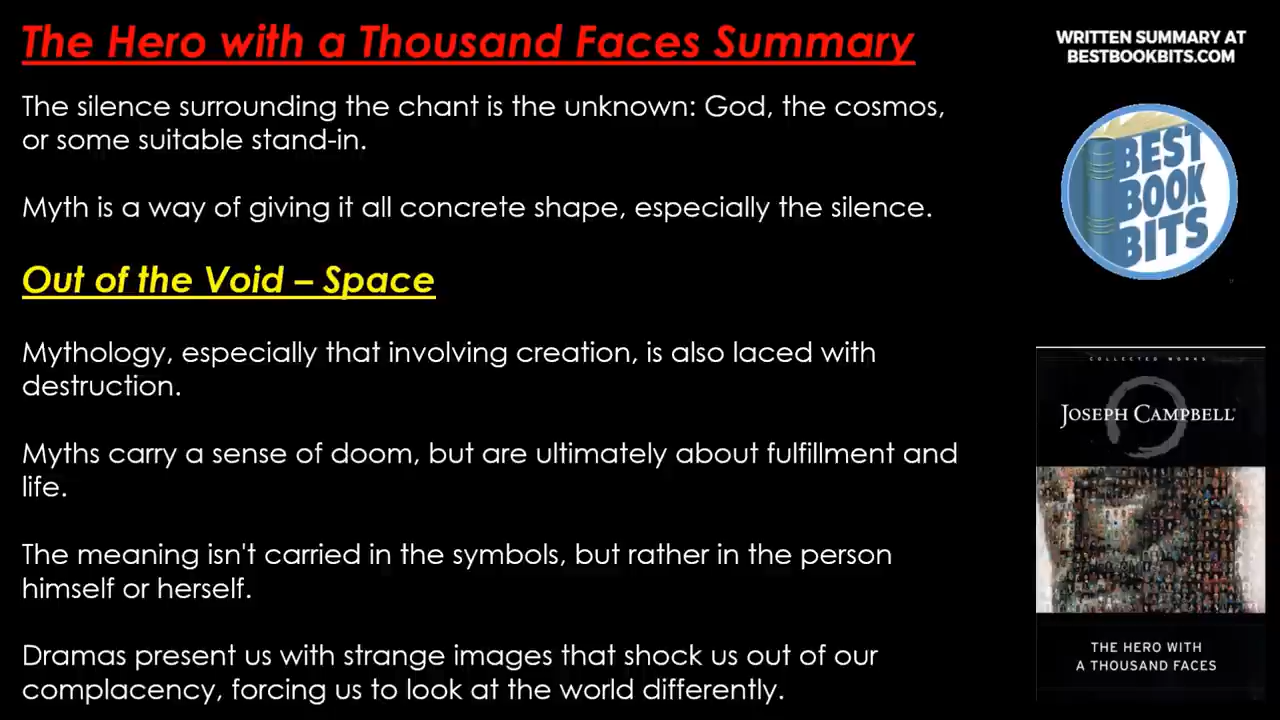 The Hero with a Thousand Faces Summary
The silence surrounding the chant is the unknown: God, the cosmos,
or some suitable stand-in.
Myth is a way of giving it all concrete shape, especially the silence.
Out of the Void – Space
Mythology, especially that involving creation, is also laced with
destruction.
Myths carry a sense of doom, but are ultimately about fulfillment and
life.
The meaning isn't carried in the symbols, but rather in the person
himself or herself.
Dramas present us with strange images that shock us out of our
complacency, forcing us to look at the world differently.
WRITTEN SUMMARY AT
BESTBOOKBITS.COM
BEST
BOOK
BITS
COLLECTED WORKS
JOSEPH CAMPBELL
THE HERO WITH
A THOUSAND FACES